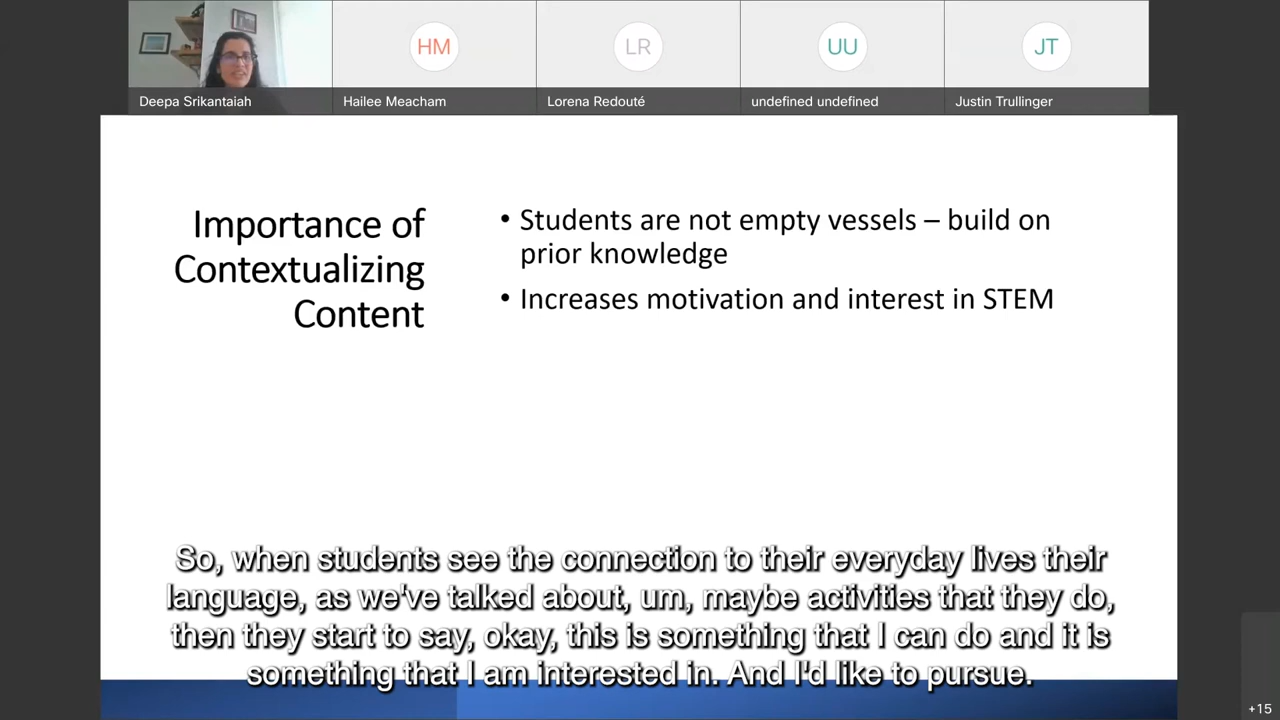 HM
LR
UU
JT
Deepa Srikantaiah
Hailee Meacham
Lorena Redouté
undefined undefined
Justin Trullinger
Importance of
Contextualizing
Content
• Students are not empty vessels – build on
prior knowledge
• Increases motivation and interest in STEM
So, when students see the connection to their everyday lives their
language, as we've talked about, um, maybe activities that they do,
then they start to say, okay, this is something that I can do and it is
something that I am interested in. And I'd like to pursue.
+15